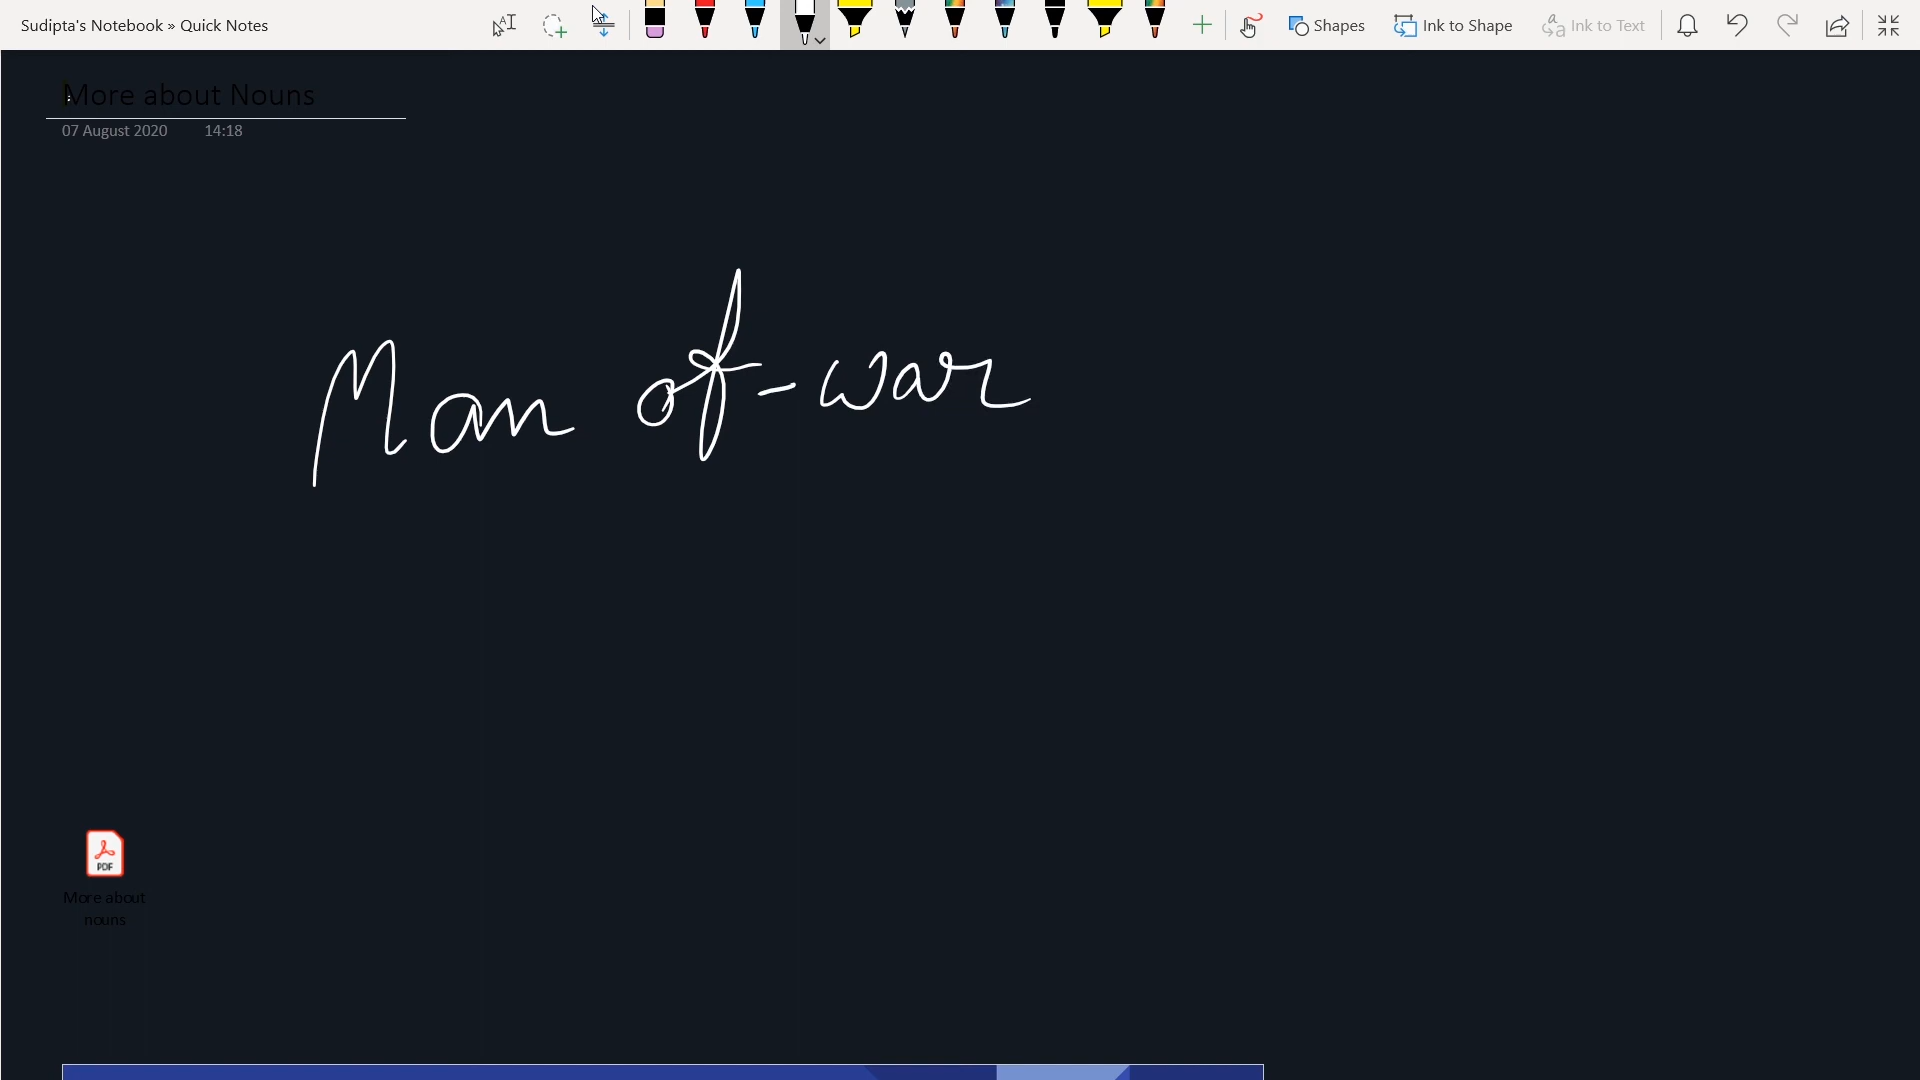 Sudipta's Notebook » Quick Notes
Shapes
Ink to Shape
Ink to Text
More about Nouns
07 August 2020 14:18
Man of-war
PDF
More about
nouns